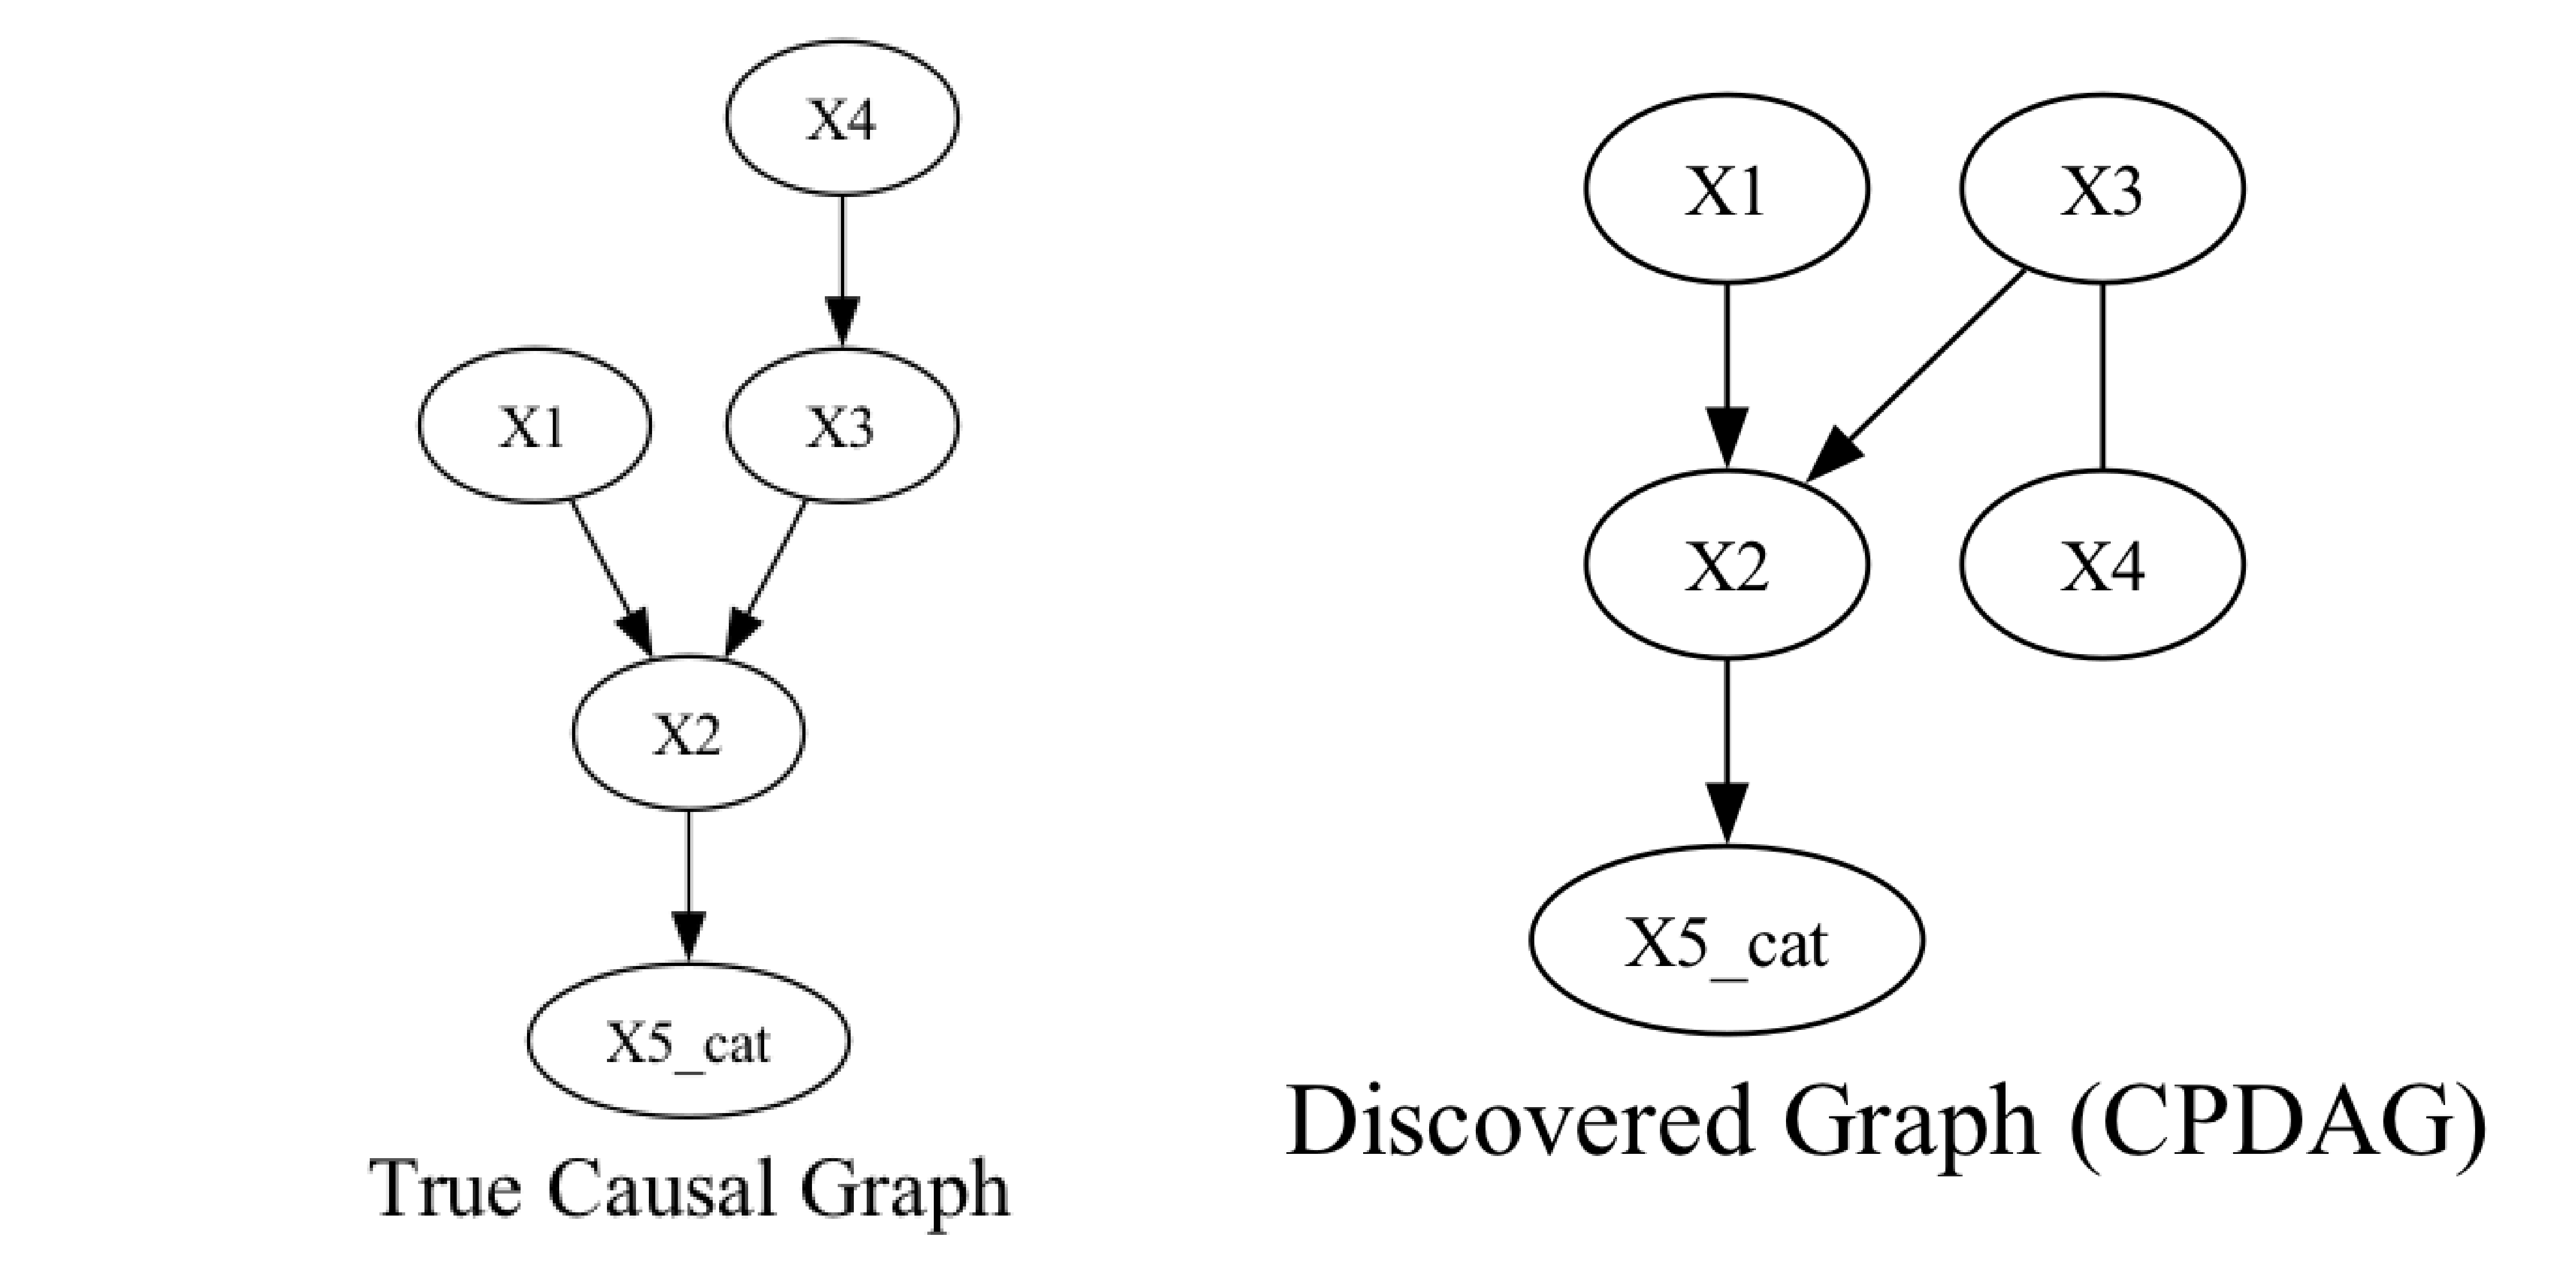 X4
X1
X3
X2
X5_cat
True Causal Graph
X1
X3
X2
X4
X5_cat
Discovered Graph (CPDAG)